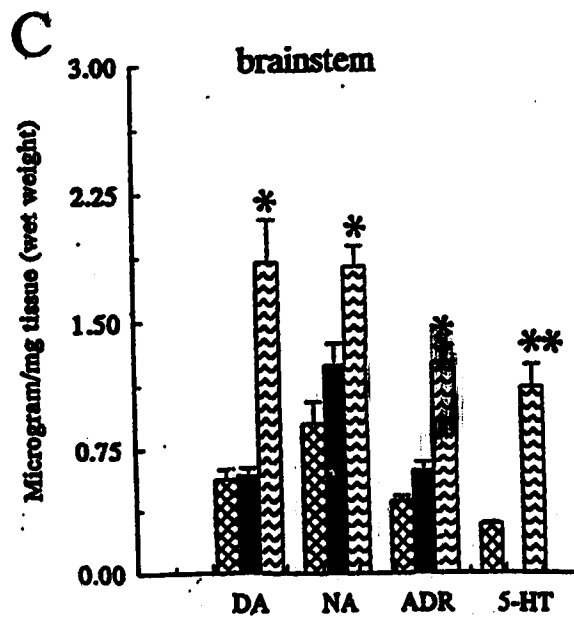 C
brainstem
Microgram/mg tissue (wet weight)
3.00
2.25
1.50
0.75
0.00
*
*
*
**
DA NA ADR 5-HT